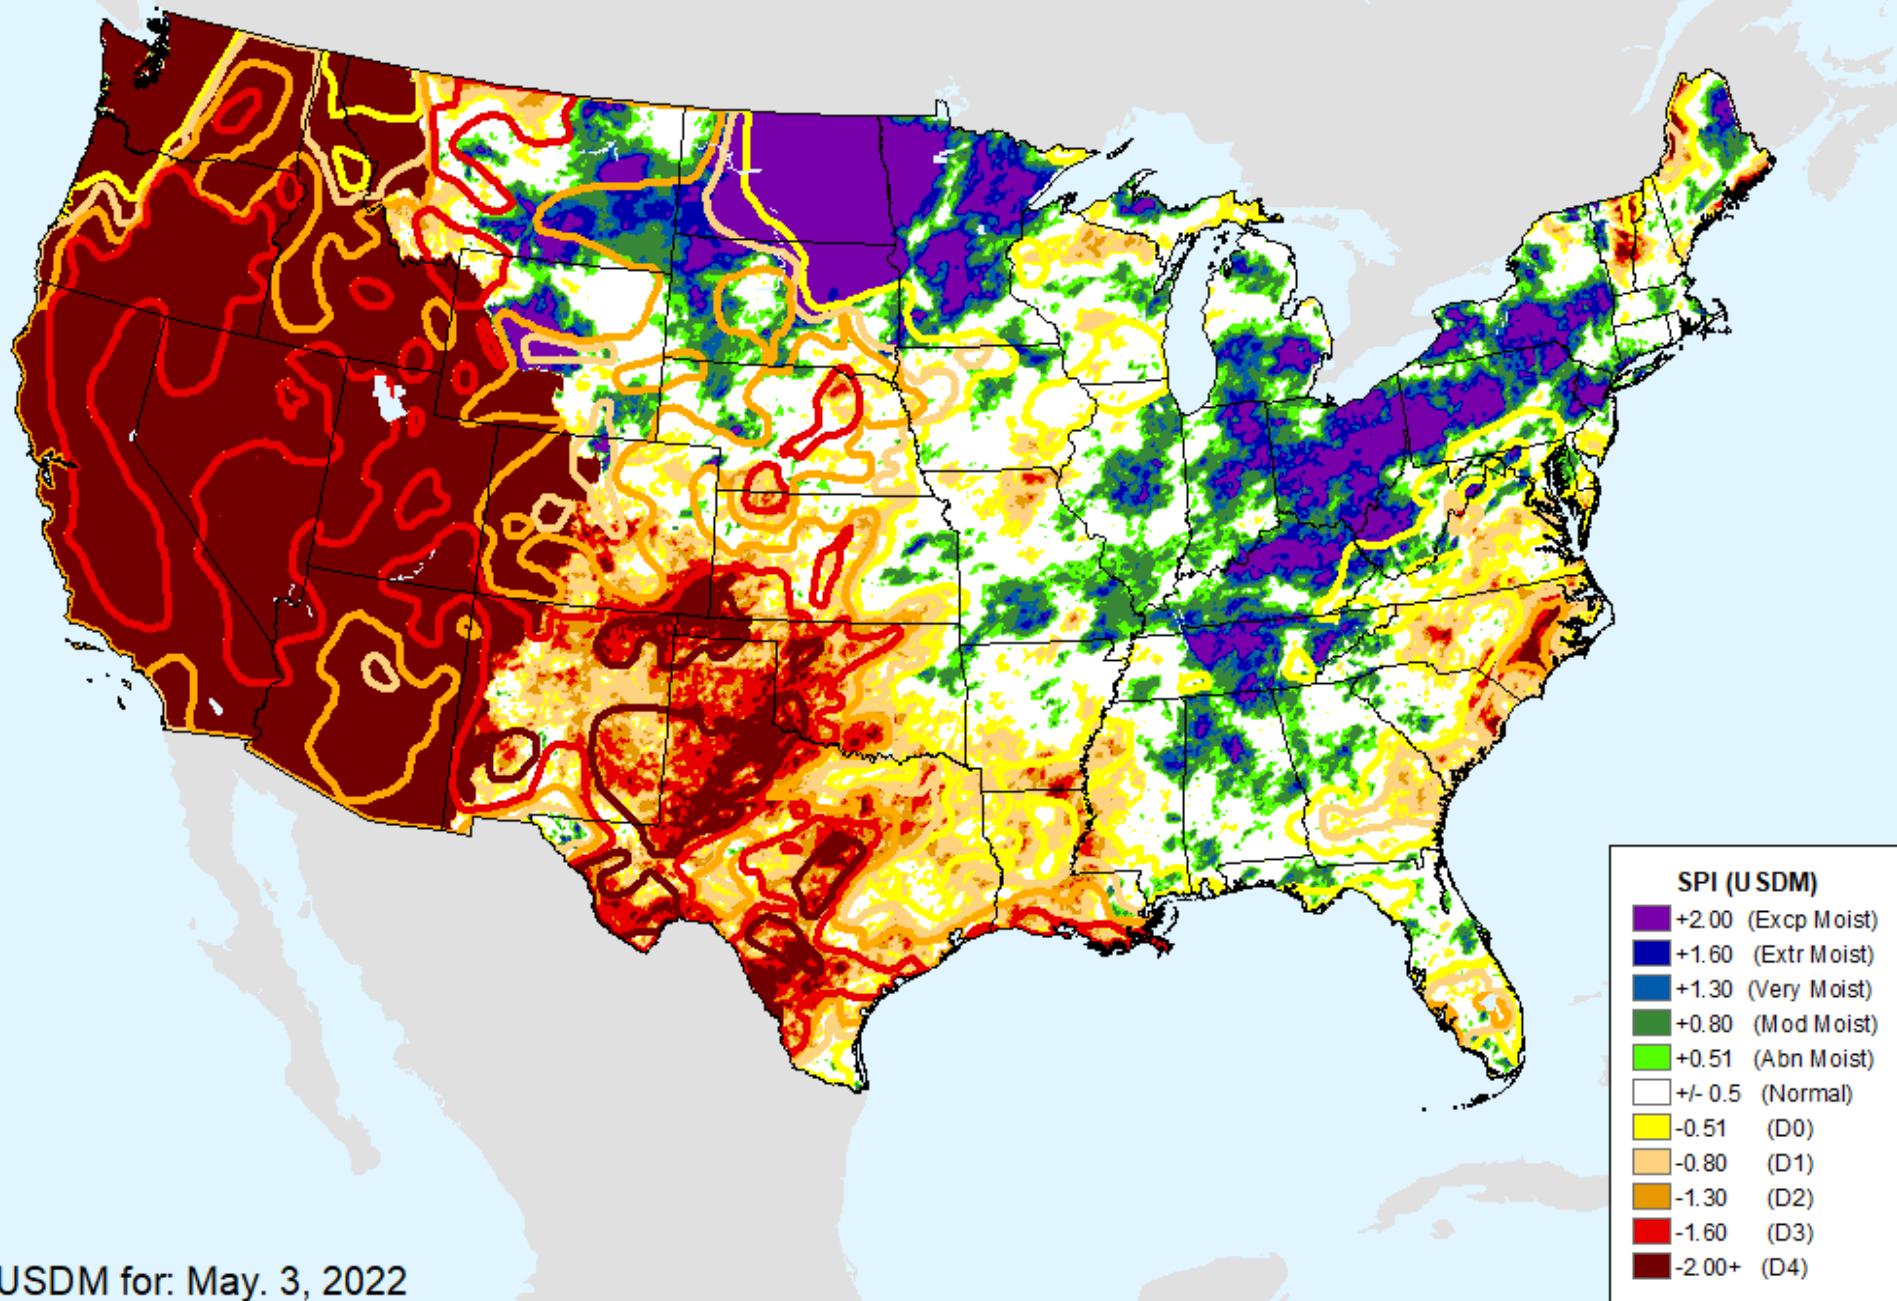 SPI (USDM)
+2.00 (Excp Moist)
+1.60 (Extr Moist)
+1.30 (Very Moist)
+0.80 (Mod Moist)
+0.51 (Abn Moist)
+/- 0.5 (Normal)
-0.51 (D0)
-0.80 (D1)
-1.30 (D2)
-1.60 (D3)
-2.00+ (D4)
USDM for: May. 3, 2022